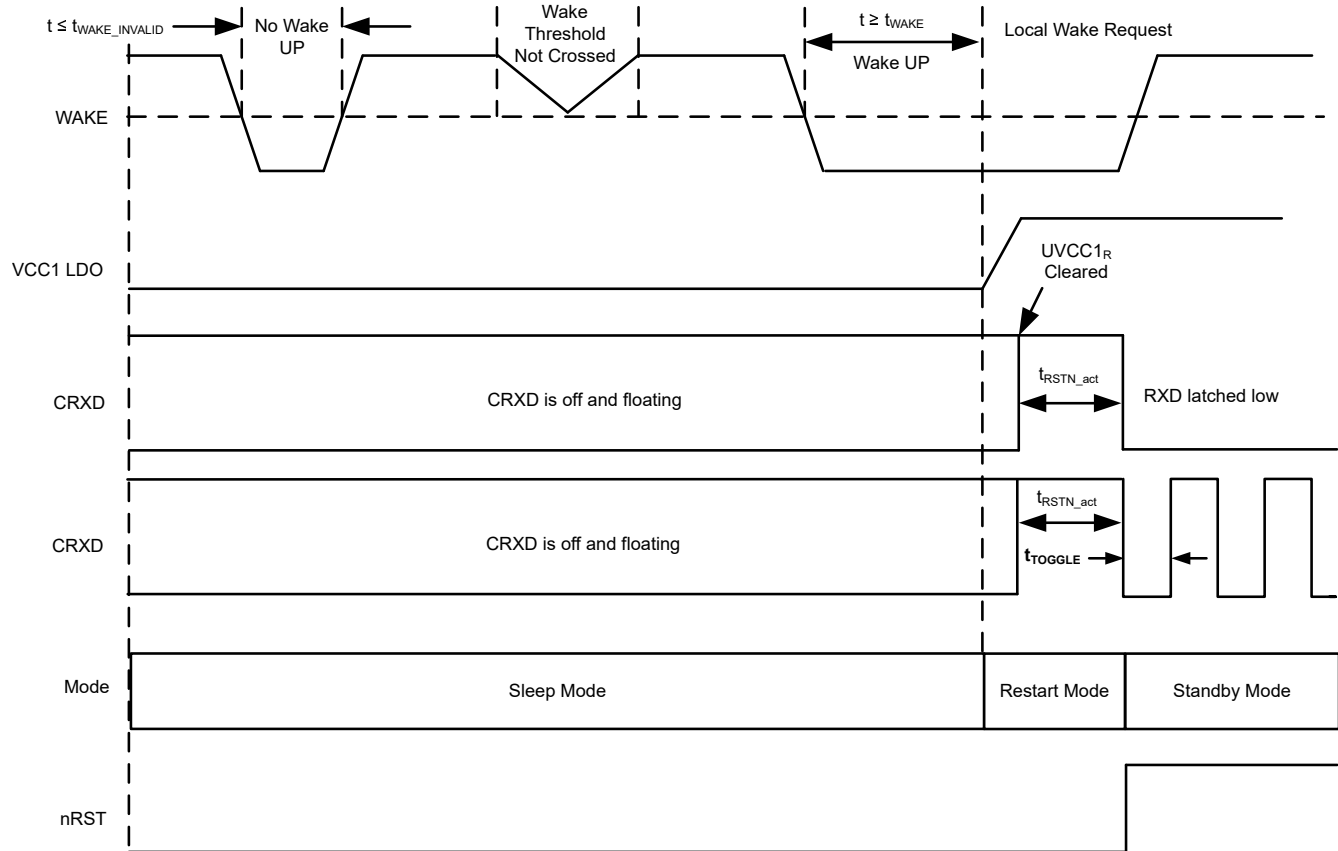 t ≤ tWAKE_INVALID
No Wake
UP
Wake
Threshold
Not Crossed
t ≥ tWAKE
Wake UP
Local Wake Request
WAKE
VCC1 LDO
UVCC1R
Cleared
CRXD
CRXD is off and floating
tRSTN_act
RXD latched low
CRXD
CRXD is off and floating
tRSTN_act
tTOGGLE
Mode
Sleep Mode
Restart Mode
Standby Mode
nRST